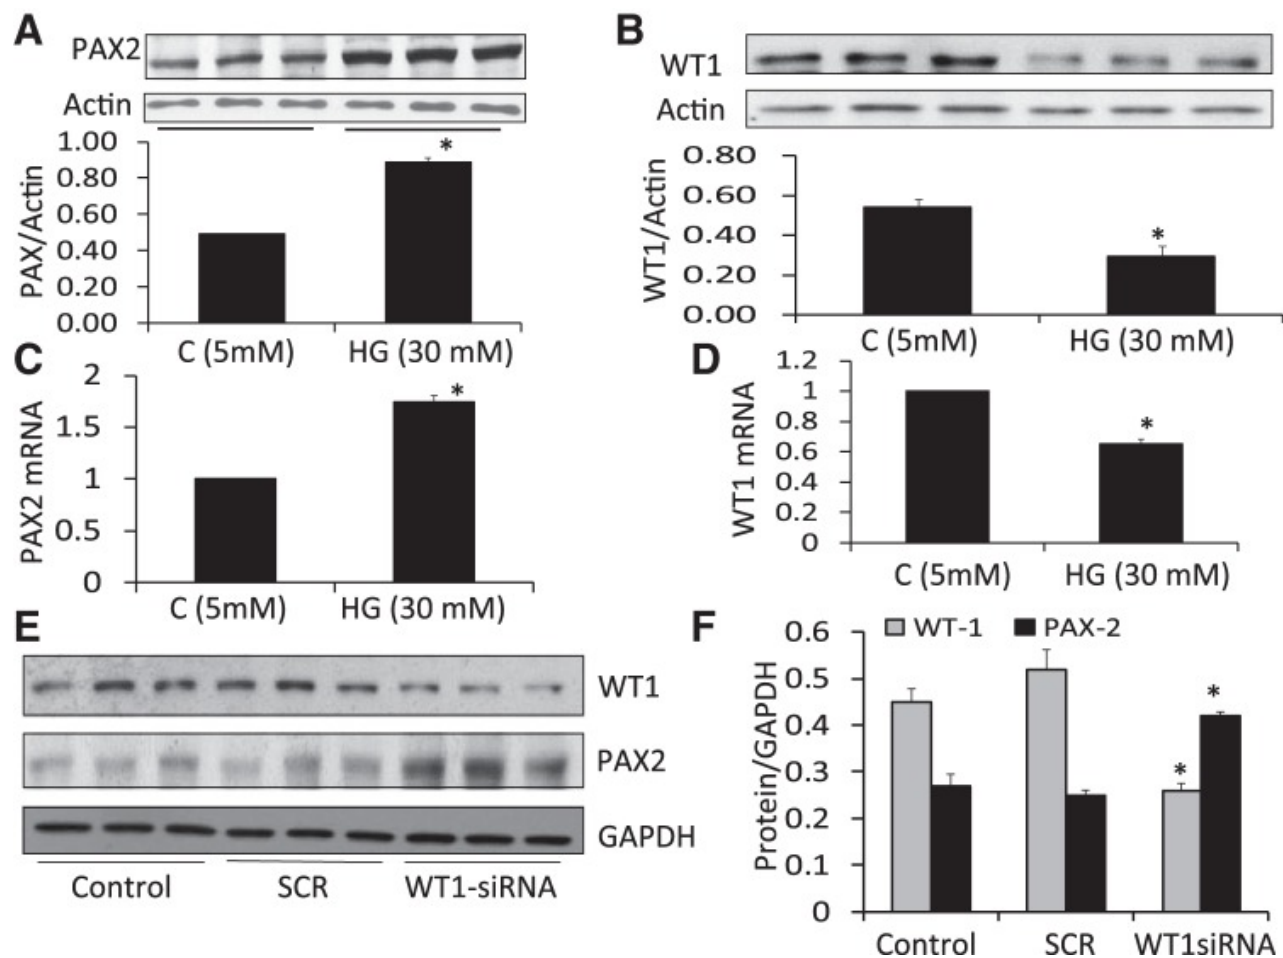 A
PAX2
Actin
PAX/Actin
1.00
0.80
0.60
0.40
0.20
0.00
*
C (5mM)
HG (30 mM)
B
WT1
Actin
WT1/Actin
0.80
0.60
0.40
0.20
0.00
*
C (5mM)
HG (30 mM)
C
PAX2 mRNA
2
1.5
1
0.5
0
*
C (5mM)
HG (30 mM)
D
WT1 mRNA
1.2
1
0.8
0.6
0.4
0.2
0
*
C (5mM)
HG (30 mM)
E
WT1
PAX2
GAPDH
Control
SCR
WT1-siRNA
F
WT-1
PAX-2
Protein/GAPDH
0.6
0.5
0.4
0.3
0.2
0.1
0
*
*
Control
SCR
WT1siRNA